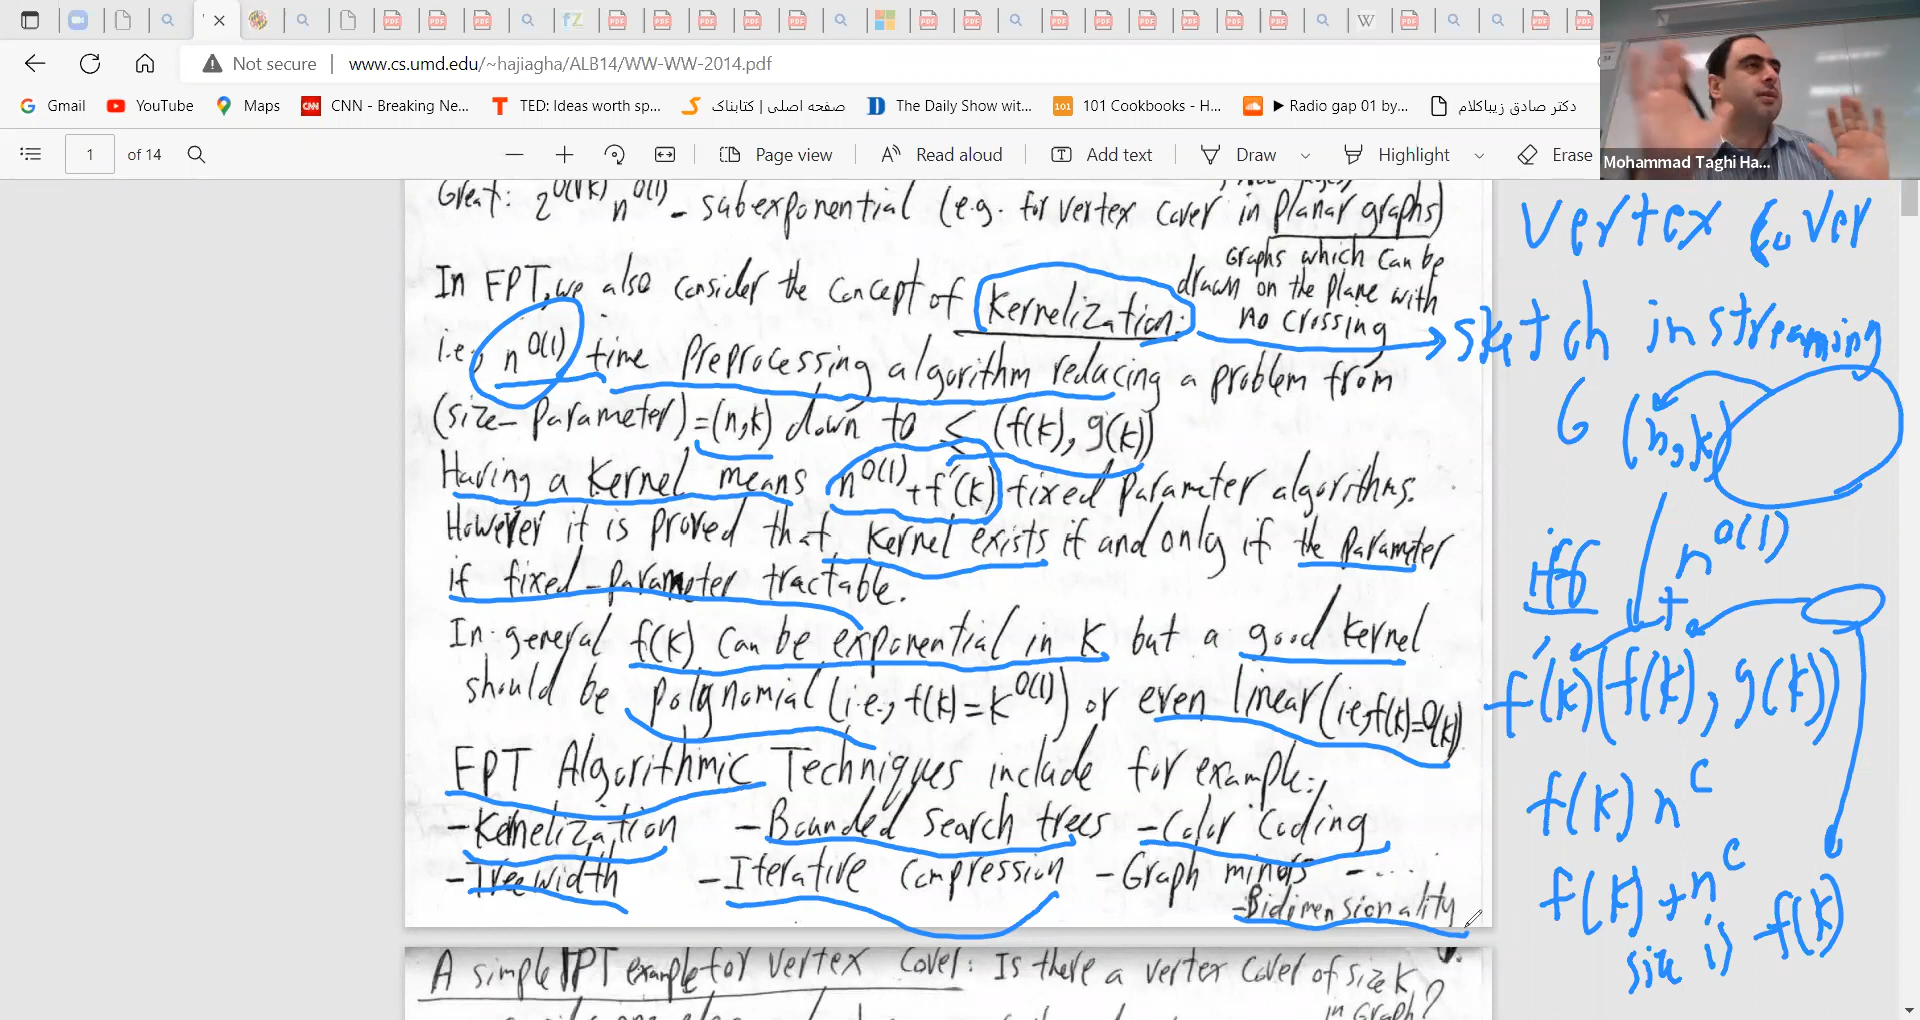 Not secure | www.cs.umd.edu/~hajiagha/ALB14/WW-WW-2014.pdf
Gmail YouTube Maps CNN - Breaking Ne... TED: Ideas worth sp... صفحه اصلی | کتابناک The Daily Show wit... 101 Cookbooks - H... Radio gap 01 by... دکتر صادق زیباکلام
1 of 14 Page view Read aloud Add text Draw Highlight Erase
Mohammad Taghi Ha...
Great: 2^O(√k) n^O(1) - subexponential (e.g. for vertex cover in planar graphs)
Graphs which can be
drawn on the plane with
no crossing
In FPT, we also consider the concept of Kernelization:
i.e., n^O(1) time preprocessing algorithm reducing a problem from
(size-parameter) = (n,k) down to ≤ (f(k), g(k))
Having a kernel means n^O(1) + f'(k) fixed parameter algorithms.
However it is proved that kernel exists if and only if the parameter
if fixed-parameter tractable.
In general f(k) can be exponential in k but a good kernel
should be polynomial (i.e., f(k) = k^O(1)) or even linear (i.e., f(k)=O(k))
FPT Algorithmic Techniques include for example:
- Kernelization - Bounded search trees - Color Coding
- Treewidth - Iterative Compression - Graph minors - ....
- Bidimensionality
A simple FPT example for vertex cover: Is there a vertex cover of size k
in graph?
vertex cover
sketch in streaming
G (n, k)
n^O(1)
iff +
f'(k) (f(k), g(k))
f(k) n^c
f(k) + n^c
size is f(k)